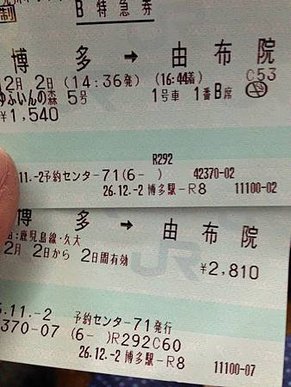 制
B 特急券
博多 → 由布院
2月 2日 (14:36発) (16:44着) C53
ゆふいんの森 5号 1号車 1番B席
¥1,540
R292
11.-2予約センター71(6- ) 42370-02
26.12.-2 博多駅-R8 11100-02
博多 → 由布院
:鹿児島線・久大
2月 2日から 2日間有効 ¥2,810
.11.-2 予約センター71発行
370-07 (6- )R292C60
26.12.-2 博多駅-R8 11100-07